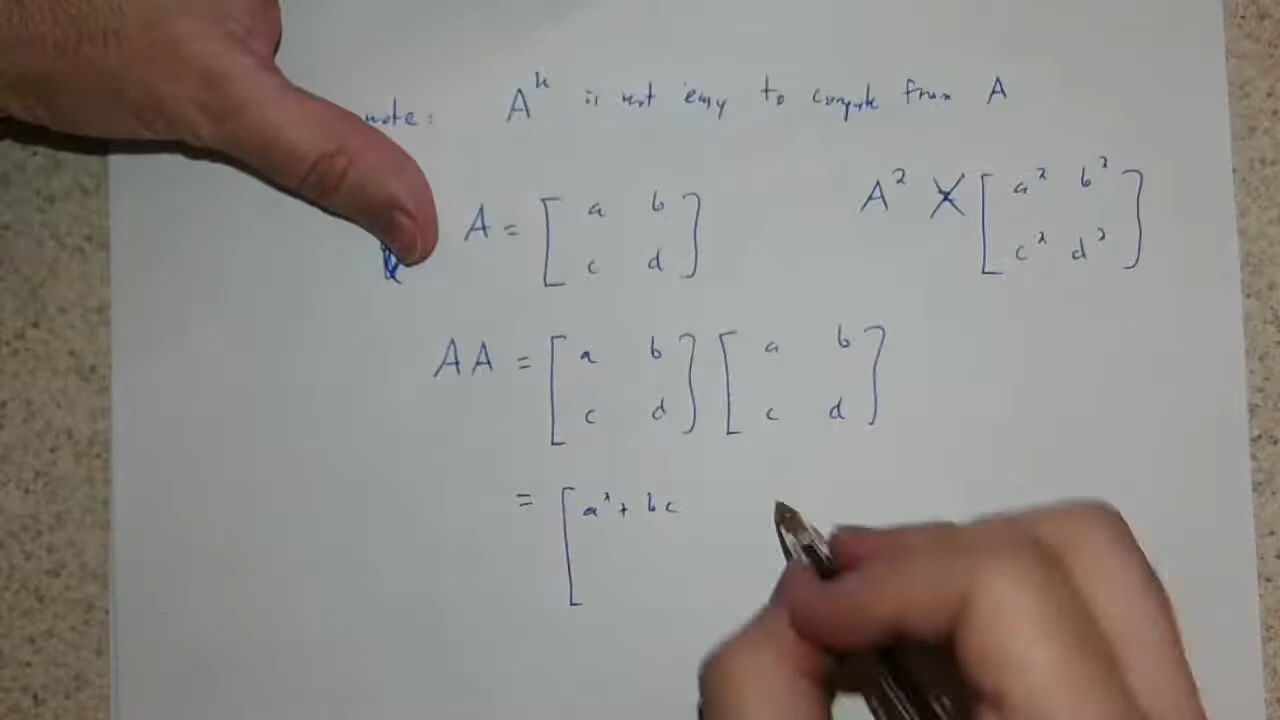 note: A^k is not easy to compute from A
A = [ a b
c d ]
A^2 X [ a^2 b^2
c^2 d^2 ]
AA = [ a b
c d ] [ a b
c d ]
= [ a^2 + bc